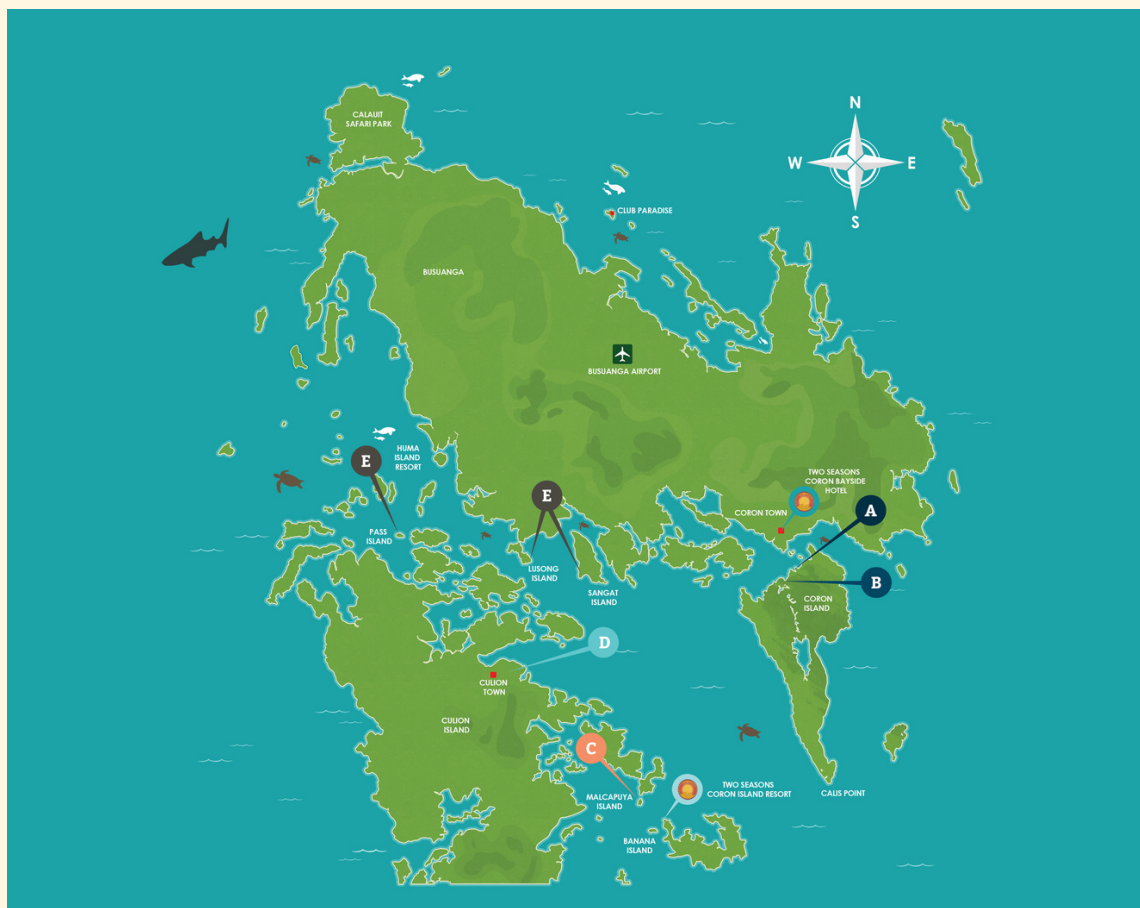 CALAUIT
SAFARI PARK
N
W
E
S
CLUB PARADISE
BUSUANGA
BUSUANGA AIRPORT
HUMA
ISLAND
RESORT
E
E
TWO SEASONS
CORON BAYSIDE
HOTEL
CORON TOWN
A
PASS
ISLAND
LUSONG
ISLAND
SANGAT
ISLAND
B
CORON
ISLAND
D
CULION
TOWN
CULION
ISLAND
C
MALCAPUYA
ISLAND
TWO SEASONS
CORON ISLAND RESORT
CALIS POINT
BANANA
ISLAND